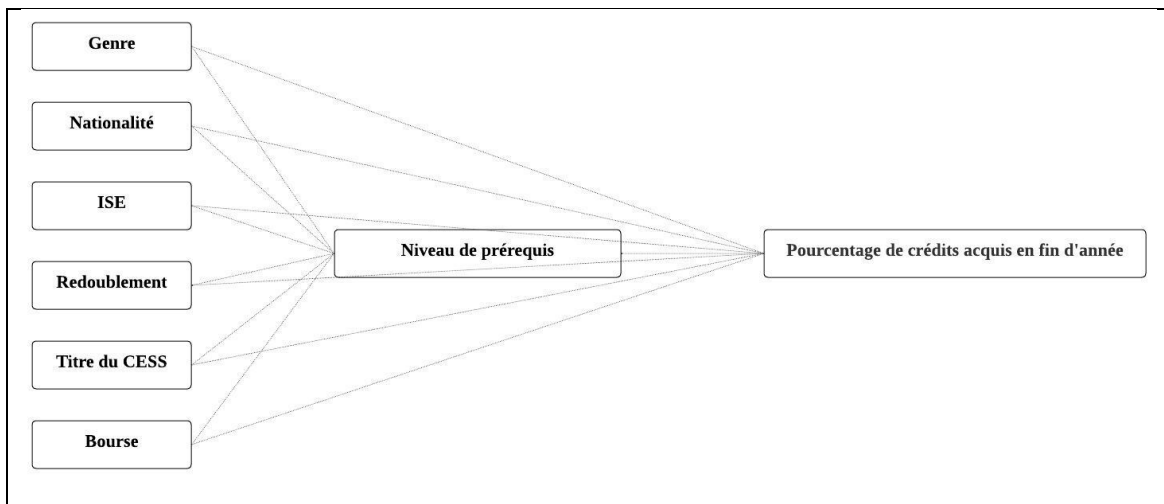 Genre
Nationalité
ISE
Redoublement
Titre du CESS
Bourse
Niveau de prérequis
Pourcentage de crédits acquis en fin d'année